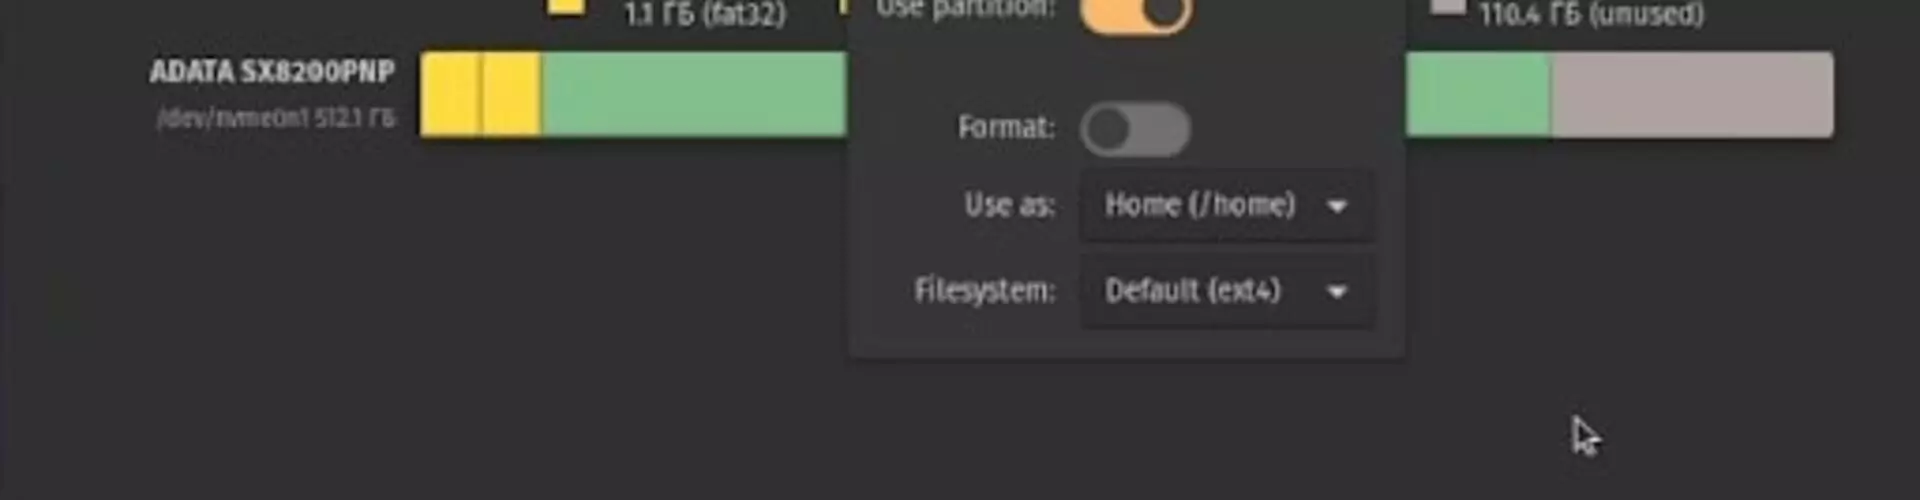 1.1 ГБ (fat32)
Use partition:
110.4 ГБ (unused)
ADATA SX8200PNP
/dev/nvme0n1 512.1 ГБ
Format:
Use as: Home (/home)
Filesystem: Default (ext4)